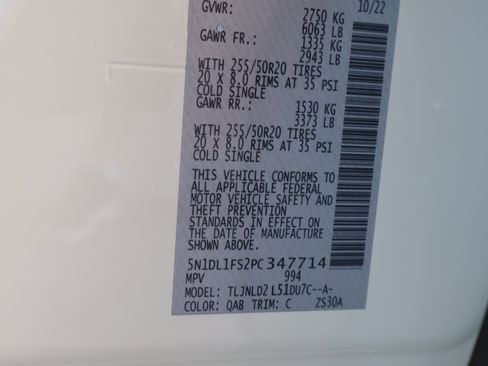 GVWR: 2750 KG 10/22
6063 LB
GAWR FR.: 1335 KG
2943 LB
WITH 255/50R20 TIRES
20 X 8.0 RIMS AT 35 PSI
COLD SINGLE
GAWR RR.: 1530 KG
3373 LB
WITH 255/50R20 TIRES
20 X 8.0 RIMS AT 35 PSI
COLD SINGLE
THIS VEHICLE CONFORMS TO
ALL APPLICABLE FEDERAL
MOTOR VEHICLE SAFETY AND
THEFT PREVENTION
STANDARDS IN EFFECT ON
THE DATE OF MANUFACTURE
SHOWN ABOVE.
5N1DL1FS2PC347714
MPV 994
MODEL: TLJNLD2 L51DU7C--A-
COLOR: QAB TRIM: C ZS30A